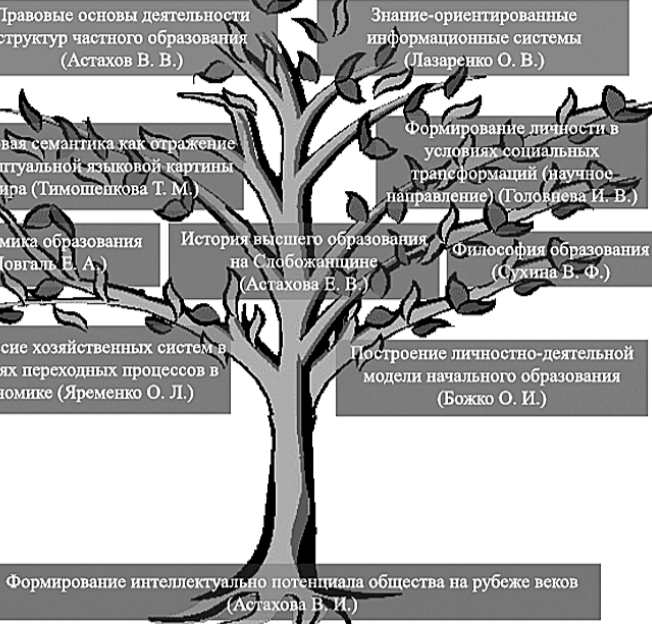 Правовые основы деятельности
структур частного образования
(Астахов В. В.)
Знание-ориентированные
информационные системы
(Лазаренко О. В.)
семантика как отражение
языковой картины
(Тимошенкова Т. М.)
Формирование личности в
условиях социальных
трансформаций (научное
направление) (Головнева И. В.)
образования
Е. А.)
История высшего образования
на Слобожанщине
(Астахова Е. В.)
Философия образования
(Сухина В. Ф.)
хозяйственных систем в
переходных процессов в
(Яременко О. Л.)
Построение личностно-деятельной
модели начального образования
(Божко О. И.)
Формирование интеллектуально потенциала общества на рубеже веков
(Астахова В. И.)